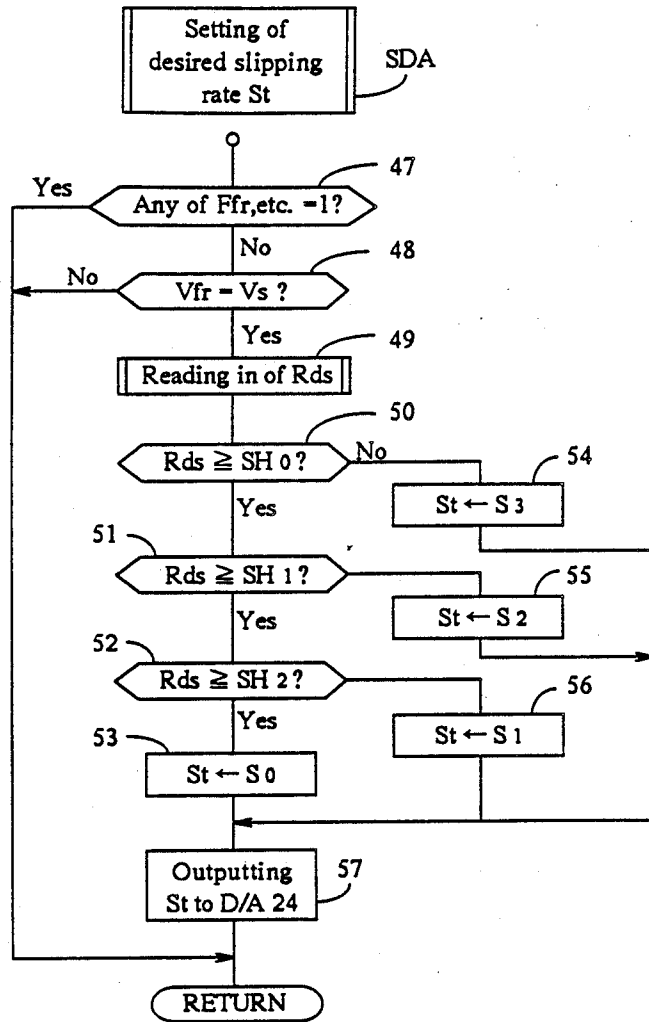 Setting of
desired slipping
rate St
SDA
47
Yes
Any of Ffr,etc. =1?
No
48
No
Vfr = Vs ?
Yes
49
Reading in of Rds
50
Rds ≧ SH 0?
No
54
St ← S 3
Yes
51
Rds ≧ SH 1?
55
St ← S 2
Yes
52
Rds ≧ SH 2?
56
St ← S 1
Yes
53
St ← S 0
Outputting
St to D/A 24
57
RETURN